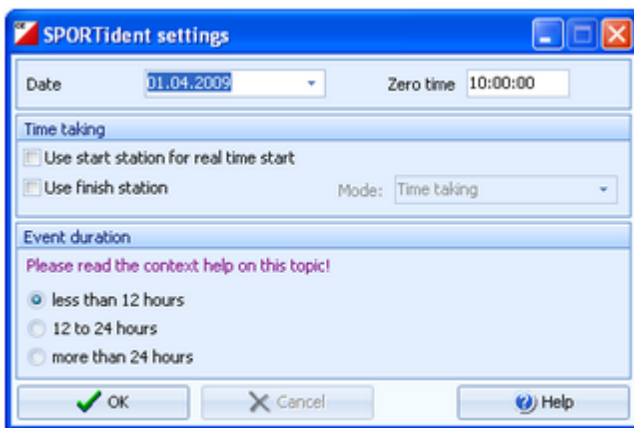 SPORTident settings
Date 01.04.2009 Zero time 10:00:00
Time taking
Use start station for real time start
Use finish station Mode: Time taking
Event duration
Please read the context help on this topic!
less than 12 hours
12 to 24 hours
more than 24 hours
OK Cancel Help